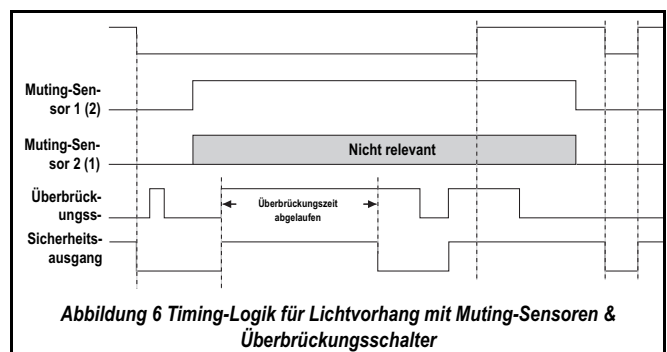 Muting-Sen-
sor 1 (2)
Muting-Sen-
sor 2 (1)
Nicht relevant
Überbrück-
ungss-
Überbrückungszeit
abgelaufen
Sicherheits-
ausgang
Abbildung 6 Timing-Logik für Lichtvorhang mit Muting-Sensoren &
Überbrückungsschalter